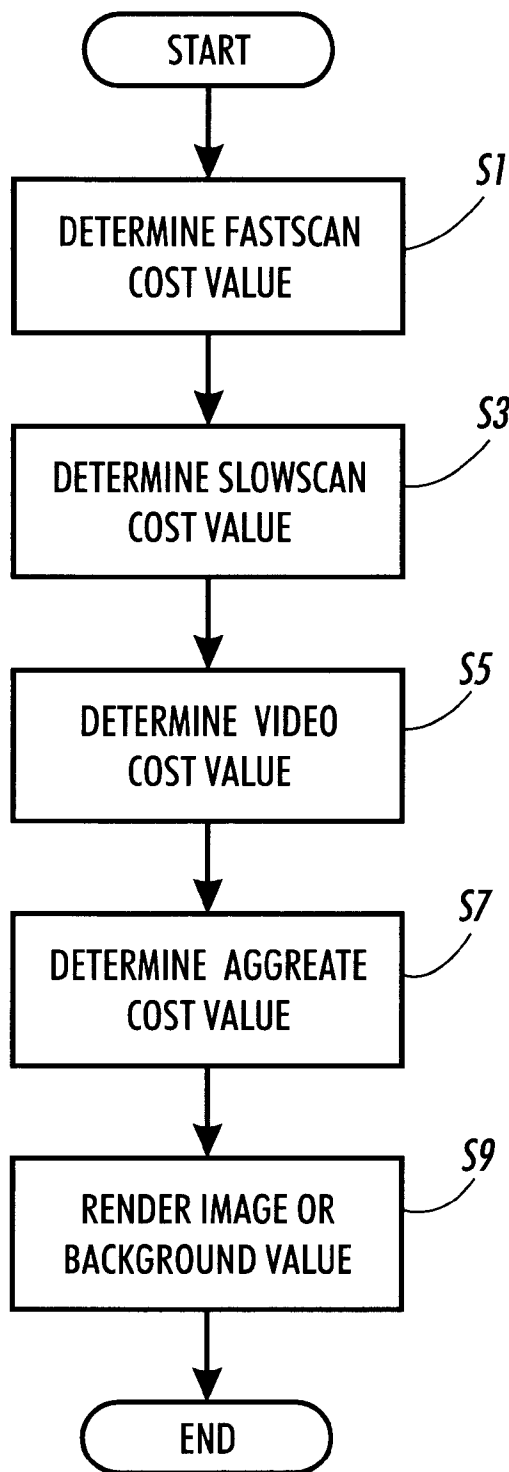 START
S1
DETERMINE FASTSCAN
COST VALUE
S3
DETERMINE SLOWSCAN
COST VALUE
S5
DETERMINE VIDEO
COST VALUE
S7
DETERMINE AGGREATE
COST VALUE
S9
RENDER IMAGE OR
BACKGROUND VALUE
END